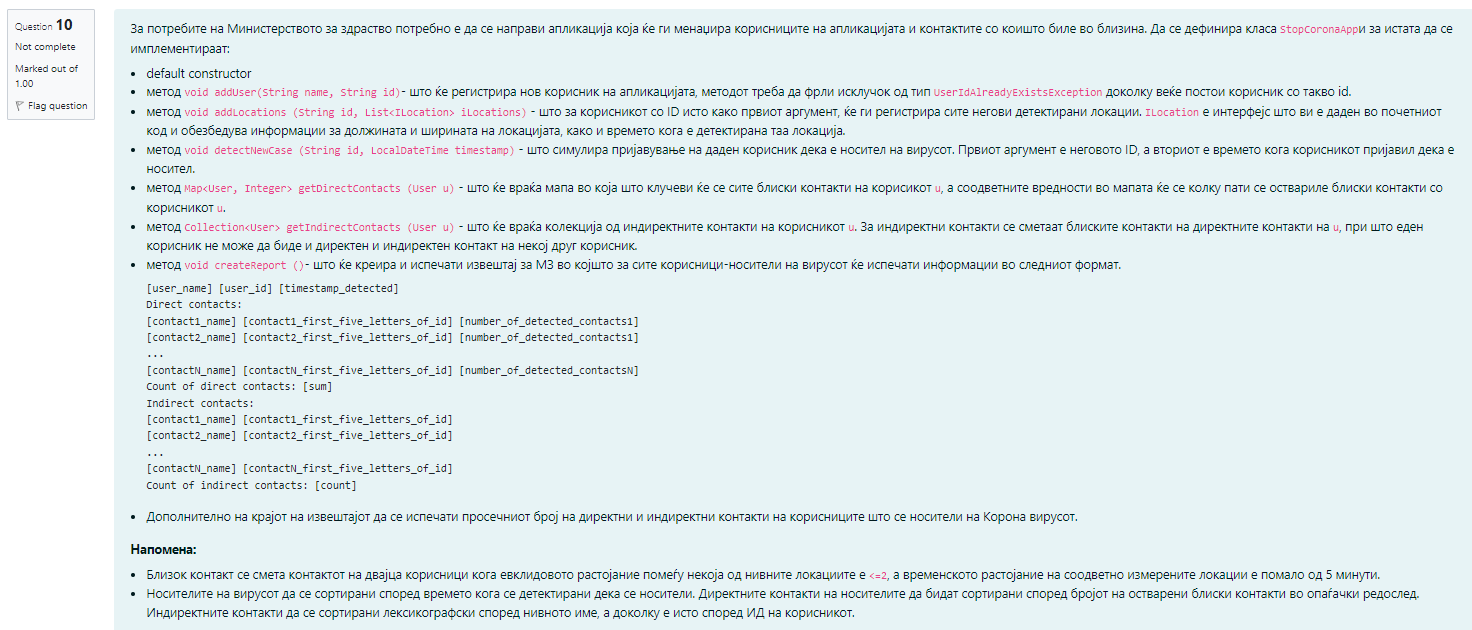 Question 10
Not complete
Marked out of
1.00
Flag question
За потребите на Министерството за здраство потребно е да се направи апликација која ќе ги менаџира корисниците на апликацијата и контактите со коишто биле во близина. Да се дефинира класа StopCoronaAppи за истата да се
имплементираат:
• default constructor
• метод void addUser(String name, String id)- што ќе регистрира нов корисник на апликацијата, методот треба да фрли исклучок од тип UserIdAlreadyExistsException доколку веќе постои корисник со такво id.
• метод void addLocations (String id, List<ILocation> iLocations) - што за корисникот со ID исто како првиот аргумент, ќе ги регистрира сите негови детектирани локации. ILocation е интерфејс што ви е даден во почетниот
код и обезбедува информации за должината и ширината на локацијата, како и времето кога е детектирана таа локација.
• метод void detectNewCase (String id, LocalDateTime timestamp) - што симулира пријавување на даден корисник дека е носител на вирусот. Првиот аргумент е неговото ID, а вториот е времето кога корисникот пријавил дека е
носител.
• метод Map<User, Integer> getDirectContacts (User u) - што ќе враќа мапа во која што клучеви ќе се сите блиски контакти на корисикот u, а соодветните вредности во мапата ќе се колку пати се оствариле блиски контакти со
корисникот u.
• метод Collection<User> getIndirectContacts (User u) - што ќе враќа колекција од индиректните контакти на корисникот u. За индиректни контакти се сметаат блиските контакти на директните контакти на u, при што еден
корисник не може да биде и директен и индиректен контакт на некој друг корисник.
• метод void createReport ()- што ќе креира и испечати извештај за МЗ во којшто за сите корисници-носители на вирусот ќе испечати информации во следниот формат.
[user_name] [user_id] [timestamp_detected]
Direct contacts:
[contact1_name] [contact1_first_five_letters_of_id] [number_of_detected_contacts1]
[contact2_name] [contact2_first_five_letters_of_id] [number_of_detected_contacts1]
...
[contactN_name] [contactN_first_five_letters_of_id] [number_of_detected_contactsN]
Count of direct contacts: [sum]
Indirect contacts:
[contact1_name] [contact1_first_five_letters_of_id]
[contact2_name] [contact2_first_five_letters_of_id]
...
[contactN_name] [contactN_first_five_letters_of_id]
Count of indirect contacts: [count]
• Дополнително на крајот на извештајот да се испечати просечниот број на директни и индиректни контакти на корисниците што се носители на Корона вирусот.
Напомена:
• Близок контакт се смета контактот на двајца корисници кога евклидовото растојание помеѓу некоја од нивните локациите е <=2, а временското растојание на соодветно измерените локации е помало од 5 минути.
• Носителите на вирусот да се сортирани според времето кога се детектирани дека се носители. Директните контакти на носителите да бидат сортирани според бројот на остварени блиски контакти во опаѓачки редослед.
Индиректните контакти да се сортирани лексикографски според нивното име, а доколку е исто според ИД на корисникот.